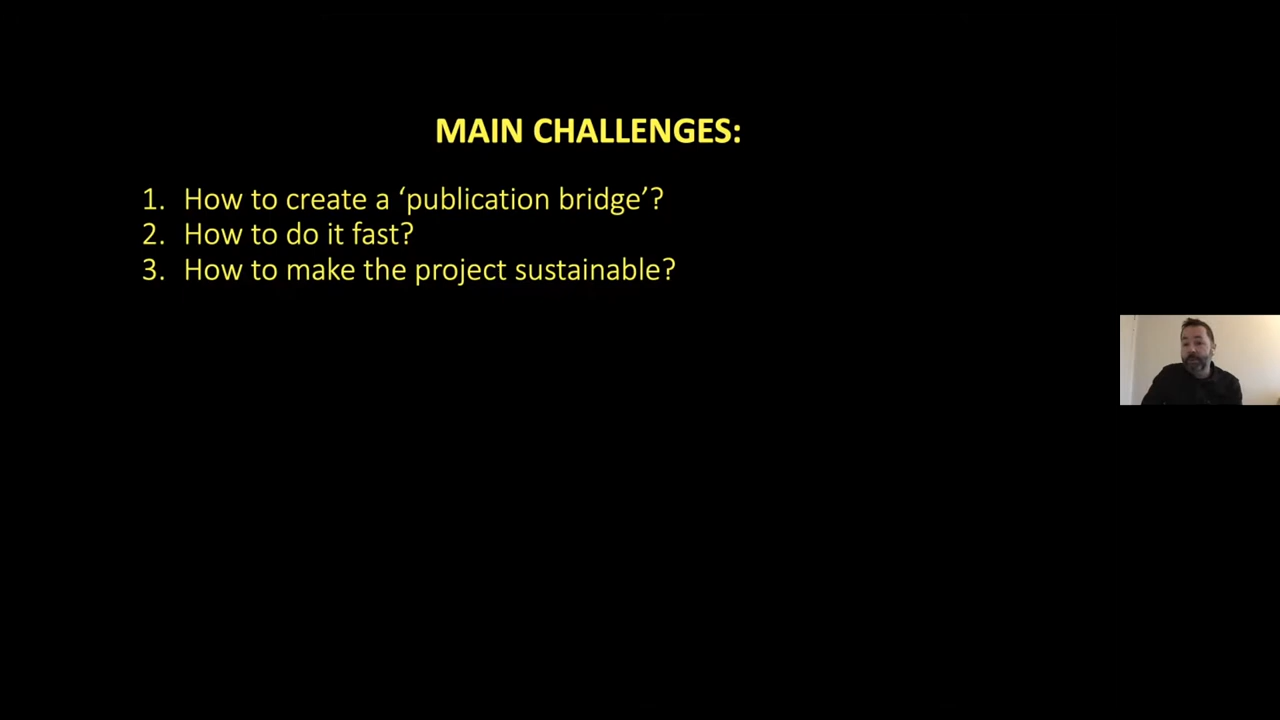 MAIN CHALLENGES:
1. How to create a ‘publication bridge’?
2. How to do it fast?
3. How to make the project sustainable?